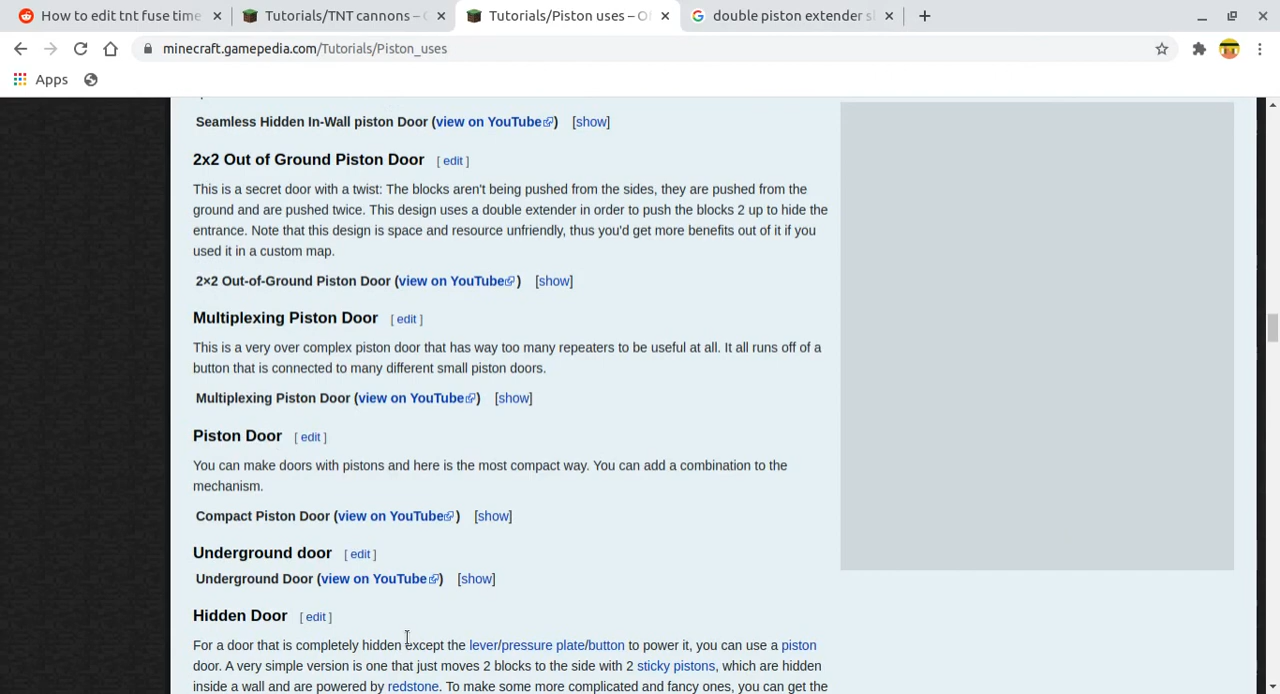 How to edit tnt fuse time
Tutorials/TNT cannons – O
Tutorials/Piston uses – O
double piston extender s
minecraft.gamepedia.com/Tutorials/Piston_uses
Apps
Seamless Hidden In-Wall piston Door (view on YouTube) [show]
2x2 Out of Ground Piston Door [ edit ]
This is a secret door with a twist: The blocks aren't being pushed from the sides, they are pushed from the
ground and are pushed twice. This design uses a double extender in order to push the blocks 2 up to hide the
entrance. Note that this design is space and resource unfriendly, thus you'd get more benefits out of it if you
used it in a custom map.
2×2 Out-of-Ground Piston Door (view on YouTube) [show]
Multiplexing Piston Door [ edit ]
This is a very over complex piston door that has way too many repeaters to be useful at all. It all runs off of a
button that is connected to many different small piston doors.
Multiplexing Piston Door (view on YouTube) [show]
Piston Door [ edit ]
You can make doors with pistons and here is the most compact way. You can add a combination to the
mechanism.
Compact Piston Door (view on YouTube) [show]
Underground door [ edit ]
Underground Door (view on YouTube) [show]
Hidden Door [ edit ]
For a door that is completely hidden except the lever/pressure plate/button to power it, you can use a piston
door. A very simple version is one that just moves 2 blocks to the side with 2 sticky pistons, which are hidden
inside a wall and are powered by redstone. To make some more complicated and fancy ones, you can get the